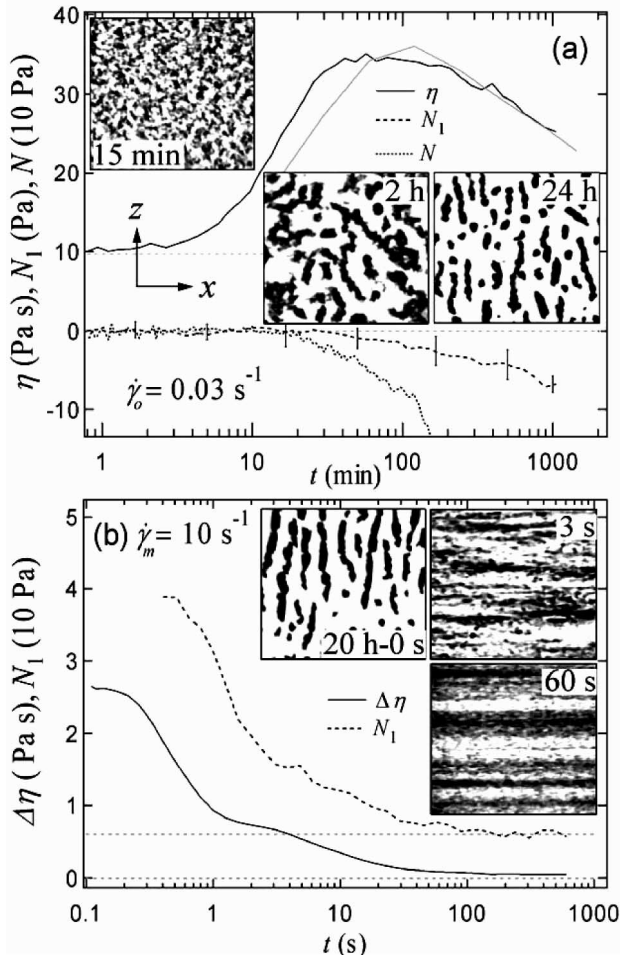 (a)
η (Pa s), N₁ (Pa), N (10 Pa)
40
30
20
10
0
-10
15 min
η
N₁
N
2 h
24 h
z
x
γ̇ₒ = 0.03 s⁻¹
1
10
100
1000
t (min)
(b) γ̇ₘ = 10 s⁻¹
Δη (Pa s), N₁ (10 Pa)
5
4
3
2
1
0
20 h-0 s
3 s
60 s
Δη
N₁
0.1
1
10
100
1000
t (s)